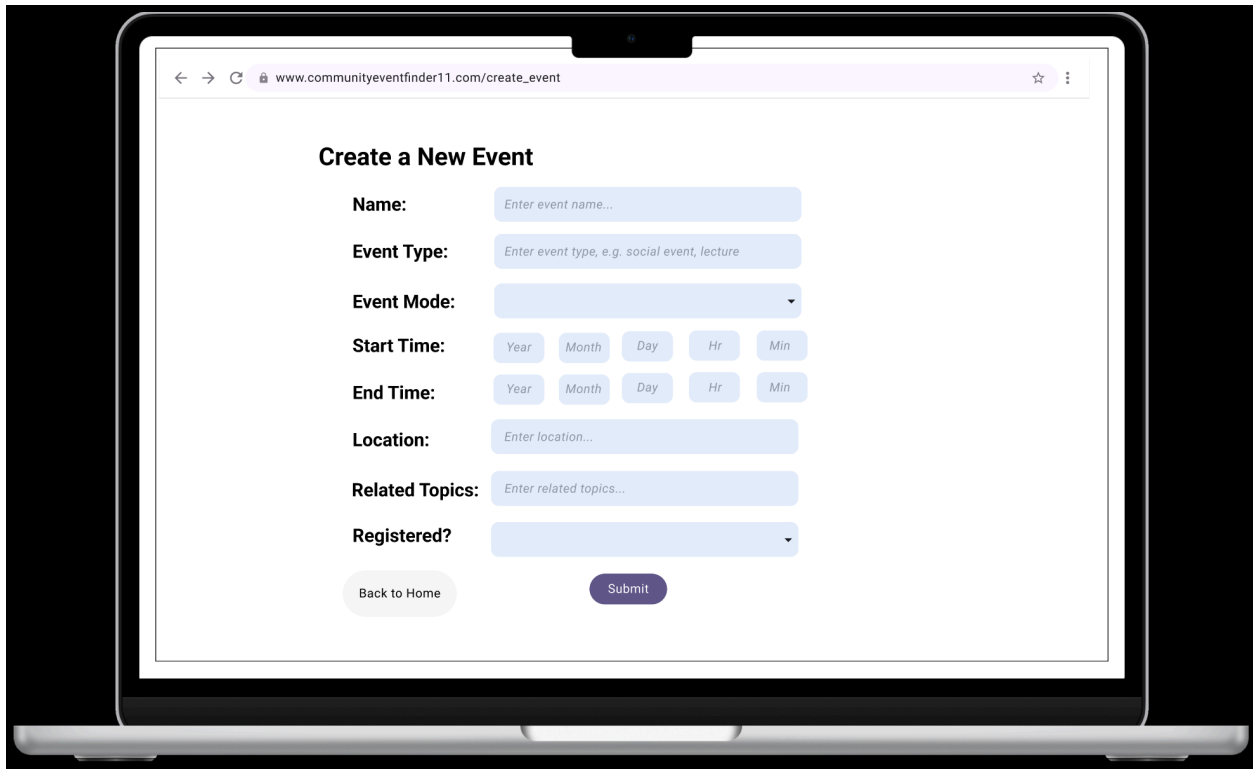 www.communityeventfinder11.com/create_event
Create a New Event
Name: Enter event name...
Event Type: Enter event type, e.g. social event, lecture
Event Mode:
Start Time: Year Month Day Hr Min
End Time: Year Month Day Hr Min
Location: Enter location...
Related Topics: Enter related topics...
Registered?
Back to Home Submit